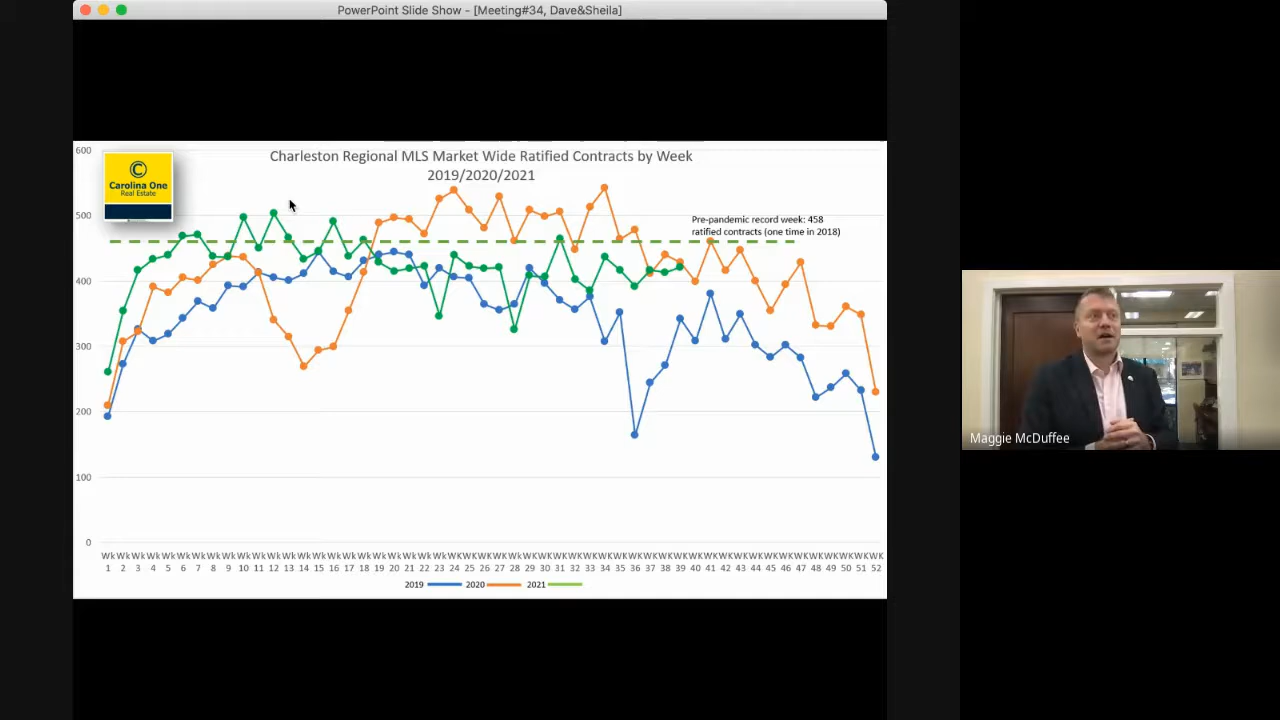 PowerPoint Slide Show - [Meeting#34, Dave&Sheila]
Charleston Regional MLS Market Wide Ratified Contracts by Week
2019/2020/2021
C
Carolina One
Real Estate
Pre-pandemic record week: 458
ratified contracts (one time in 2018)
600
500
400
300
200
100
0
Wk Wk Wk Wk Wk Wk Wk Wk Wk Wk Wk Wk Wk Wk Wk Wk Wk Wk WK WK WK WK WK WK WK WK WK WK WK WK WK WK WK WK WK WK WK WK WK WK WK WK WK WK WK WK WK WK WK WK WK WK
1 2 3 4 5 6 7 8 9 10 11 12 13 14 15 16 17 18 19 20 21 22 23 24 25 26 27 28 29 30 31 32 33 34 35 36 37 38 39 40 41 42 43 44 45 46 47 48 49 50 51 52
2019 2020 2021
Maggie McDuffee